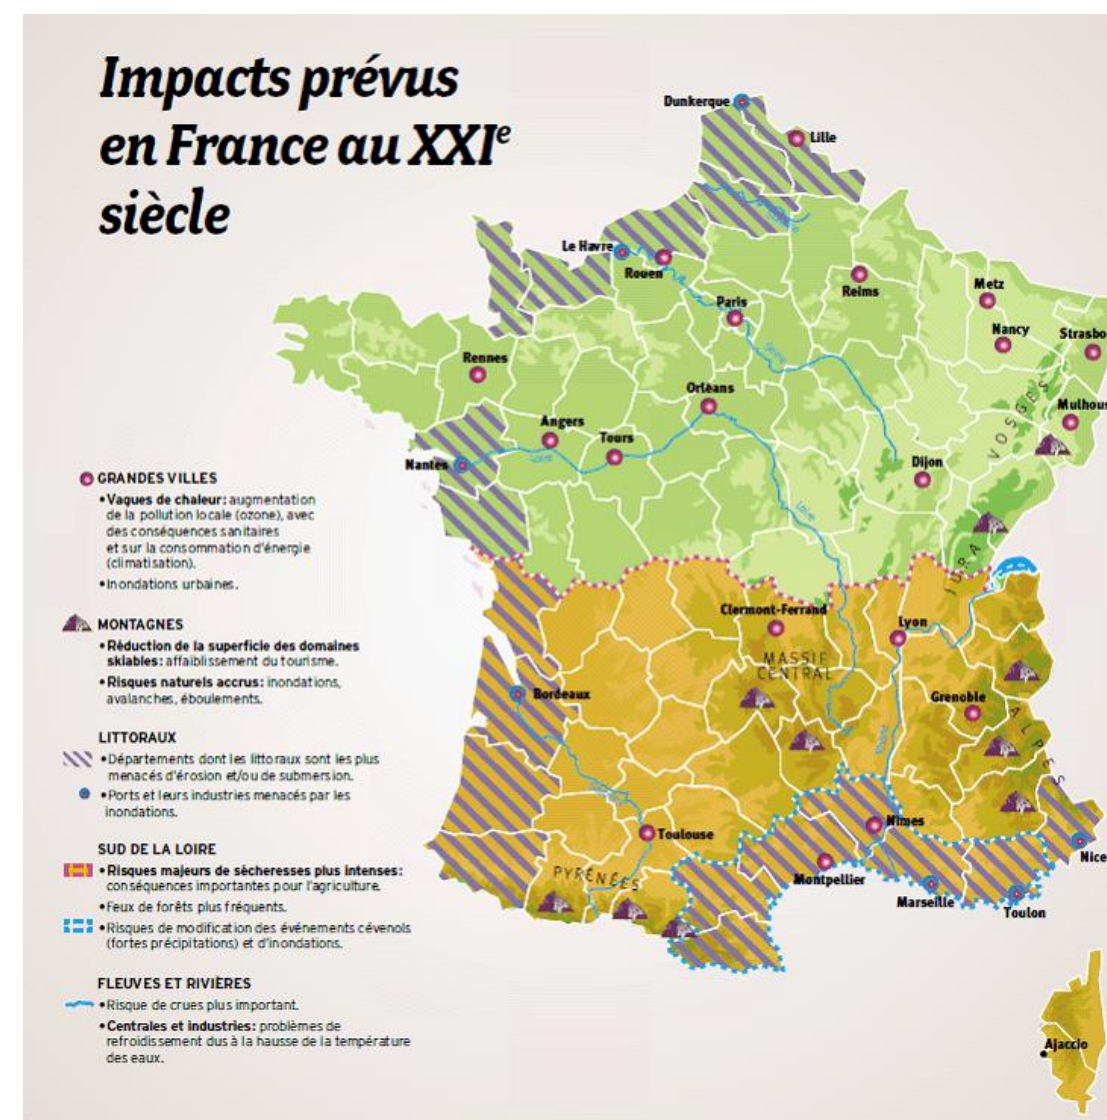 Impacts prévus
en France au XXIe
siècle
Dunkerque
Lille
Le Havre
Rouen
Reims
Metz
Paris
Nancy
Strasbo
Rennes
Seine
Orléans
VOSGES
Mulhous
Angers
Tours
Nantes
Loire
Dijon
Loire
JURA
Clermont-Ferrand
Lyon
MASSIF
CENTRAL
Bordeaux
Grenoble
ALPES
Rhône
Toulouse
Nîmes
PYRÉNÉES
Montpellier
Nice
Marseille
Toulon
Ajaccio
GRANDES VILLES
•Vagues de chaleur: augmentation
de la pollution locale (ozone), avec
des conséquences sanitaires
et sur la consommation d'énergie
(climatisation).
•Inondations urbaines.
MONTAGNES
•Réduction de la superficie des domaines
skiables: affaiblissement du tourisme.
•Risques naturels accrus: inondations,
avalanches, éboulements.
LITTORAUX
•Départements dont les littoraux sont les plus
menacés d'érosion et/ou de submersion.
•Ports et leurs industries menacés par les
inondations.
SUD DE LA LOIRE
•Risques majeurs de sécheresses plus intenses:
conséquences importantes pour l'agriculture.
•Feux de forêts plus fréquents.
•Risques de modification des événements cévenols
(fortes précipitations) et d'inondations.
FLEUVES ET RIVIÈRES
•Risque de crues plus important.
•Centrales et industries: problèmes de
refroidissement dus à la hausse de la température
des eaux.